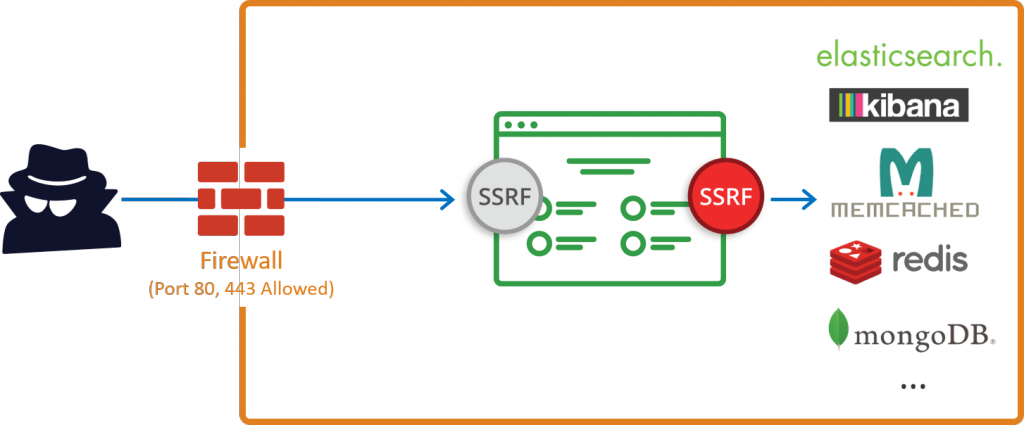 Firewall
(Port 80, 443 Allowed)
SSRF
SSRF
elasticsearch.
kibana
MEMCACHED
redis
mongoDB®
...